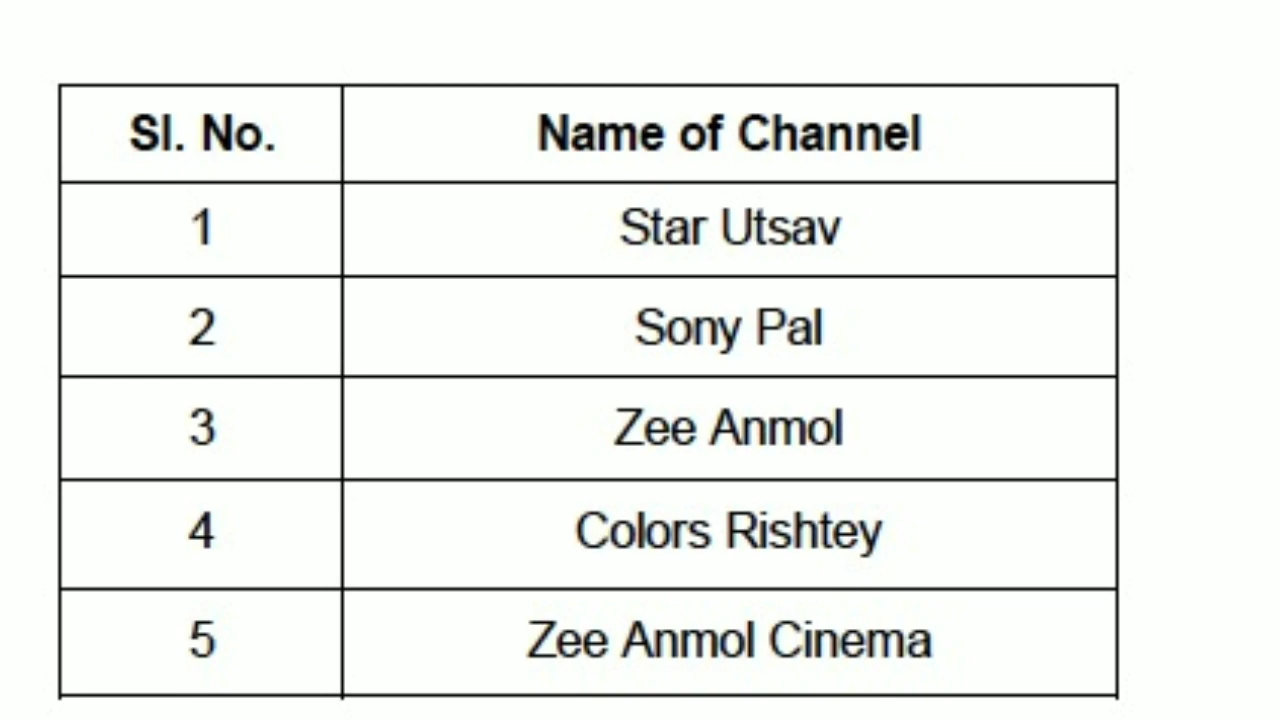 Sl. No. Name of Channel
1 Star Utsav
2 Sony Pal
3 Zee Anmol
4 Colors Rishtey
5 Zee Anmol Cinema